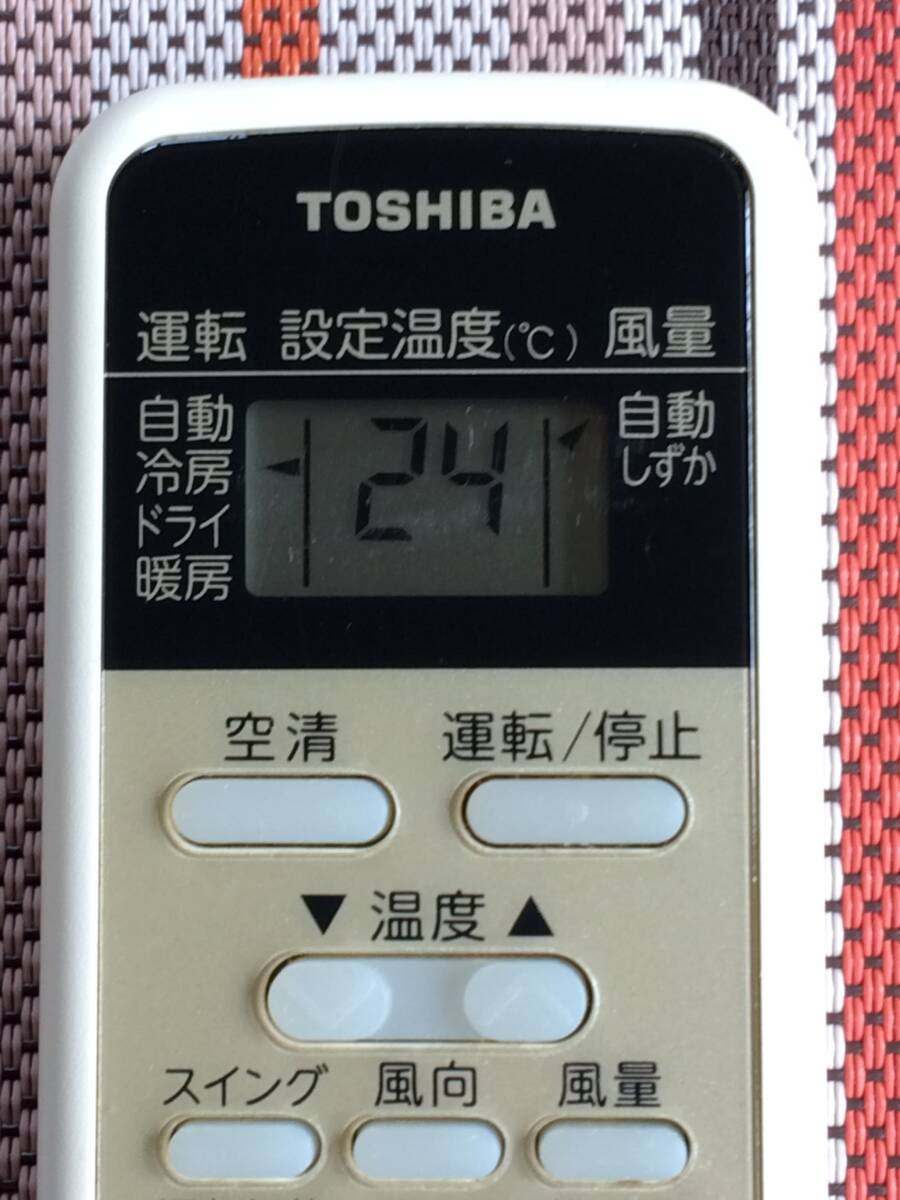 TOSHIBA
運転 設定温度(℃) 風量
自動
冷房
ドライ
暖房
24
自動
しずか
空清 運転/停止
▼ 温度 ▲
スイング 風向 風量